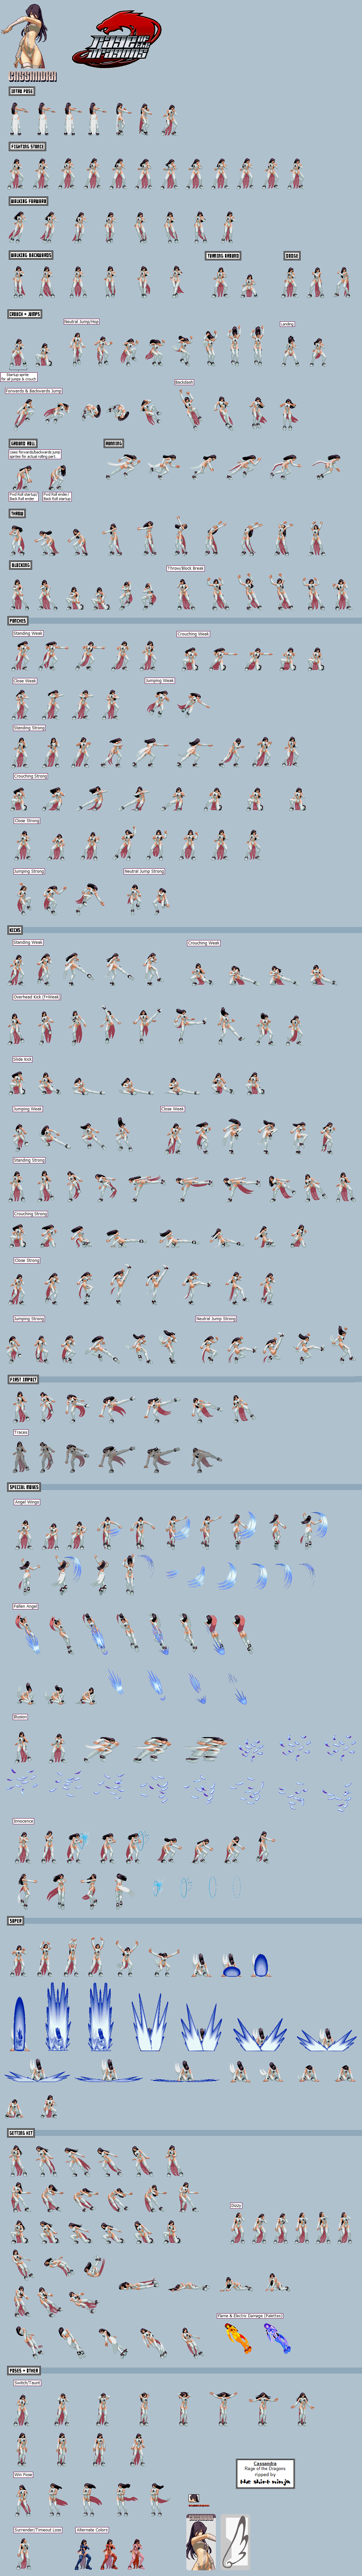 CASSANDRA
RAGE OF THE DRAGONS
INTRO POSE
FIGHTING STANCE
WALKING FORWARD
WALKING BACKWARDS
TURNING AROUND
DODGE
CROUCH + JUMPS
Neutral Jump/Hop
Landing
Startup sprite
for all jumps & crouch
Backdash
Forwards & Backwards Jump
GROUND ROLL
RUNNING
Uses forwards/backwards jump
sprites for actual rolling part.
Fwd Roll startup/
Back Roll ender
Fwd Roll ender/
Back Roll startup
THROW
BLOCKING
Throw/Block Break
PUNCHES
Standing Weak
Crouching Weak
Close Weak
Jumping Weak
Standing Strong
Crouching Strong
Close Strong
Jumping Strong
Neutral Jump Strong
KICKS
Standing Weak
Crouching Weak
Overhead Kick (F+Weak)
Slide Kick
Jumping Weak
Close Weak
Standing Strong
Crouching Strong
Close Strong
Jumping Strong
Neutral Jump Strong
FIRST IMPACT
Traces
SPECIAL MOVES
Angel Wings
Fallen Angel
Illusion
Innocence
SUPER
GETTING HIT
Dizzy
Flame & Electric Damage (Palettes)
POSES + OTHER
Switch/Taunt
Win Pose
Cassandra
Rage of the Dragons
ripped by
the shirt ninja
Surrender/Timeout Loss
Alternate Colors